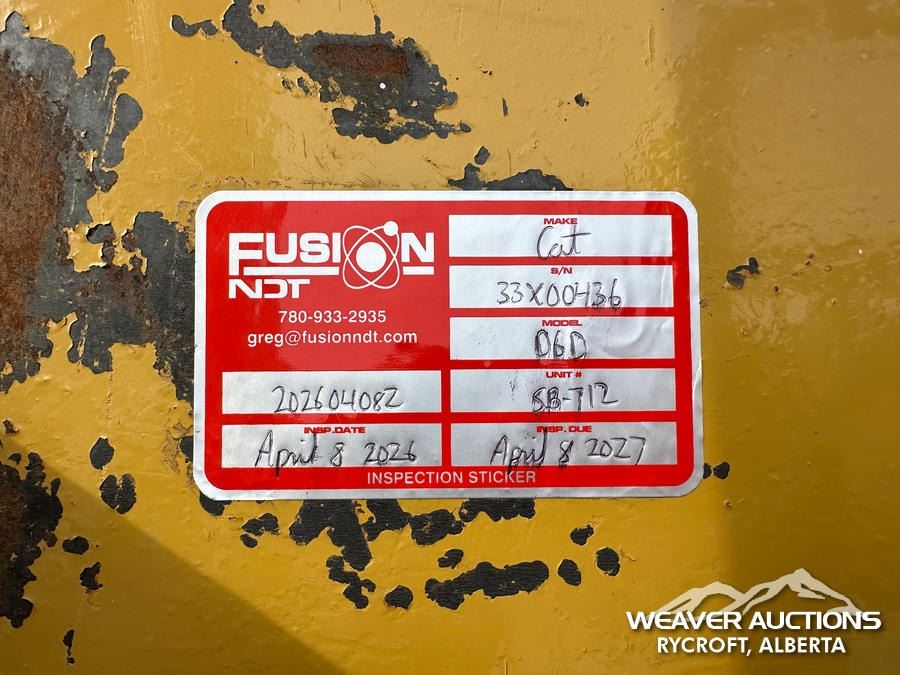 FUSION
NDT
780-933-2935
greg@fusionndt.com
202604082
INSP. DATE
April 8 2026
MAKE
Cat
S/N
33X00436
MODEL
D6D
UNIT #
SB-712
INSP. DUE
April 8 2027
INSPECTION STICKER
WEAVER AUCTIONS
RYCROFT, ALBERTA